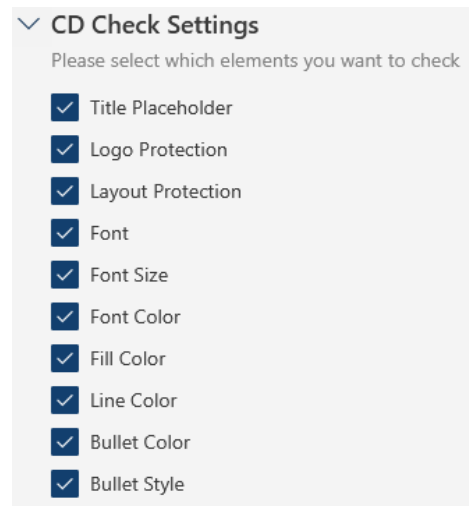 CD Check Settings
Please select which elements you want to check
Title Placeholder
Logo Protection
Layout Protection
Font
Font Size
Font Color
Fill Color
Line Color
Bullet Color
Bullet Style